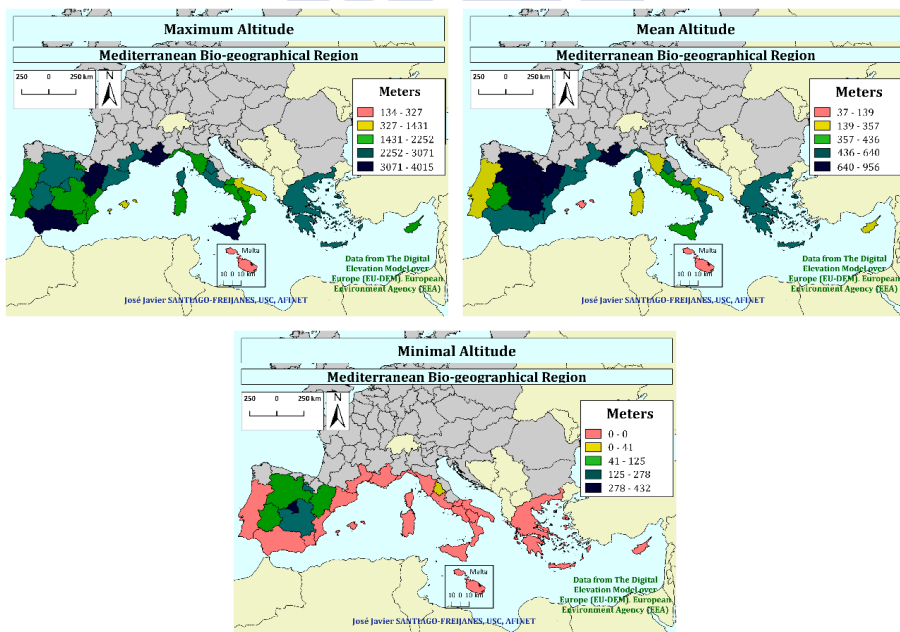 Maximum Altitude
Mediterranean Bio-geographical Region
250 0 250 km
N
Meters
134 - 327
327 - 1431
1431 - 2252
2252 - 3071
3071 - 4015
Malta
10 0 10 km
Data from The Digital
Elevation Model over
Europe (EU-DEM). European
Environment Agency (EEA)
José Javier SANTIAGO-FREIJANES, USC, AFINET
Mean Altitude
Mediterranean Bio-geographical Region
250 0 250 km
N
Meters
37 - 139
139 - 357
357 - 436
436 - 640
640 - 956
Malta
10 0 10 km
Data from The Digital
Elevation Model over
Europe (EU-DEM). European
Environment Agency (EEA)
José Javier SANTIAGO-FREIJANES, USC, AFINET
Minimal Altitude
Mediterranean Bio-geographical Region
250 0 250 km
N
Meters
0 - 0
0 - 41
41 - 125
125 - 278
278 - 432
Malta
10 0 10 km
Data from The Digital
Elevation Model over
Europe (EU-DEM). European
Environment Agency (EEA)
José Javier SANTIAGO-FREIJANES, USC, AFINET